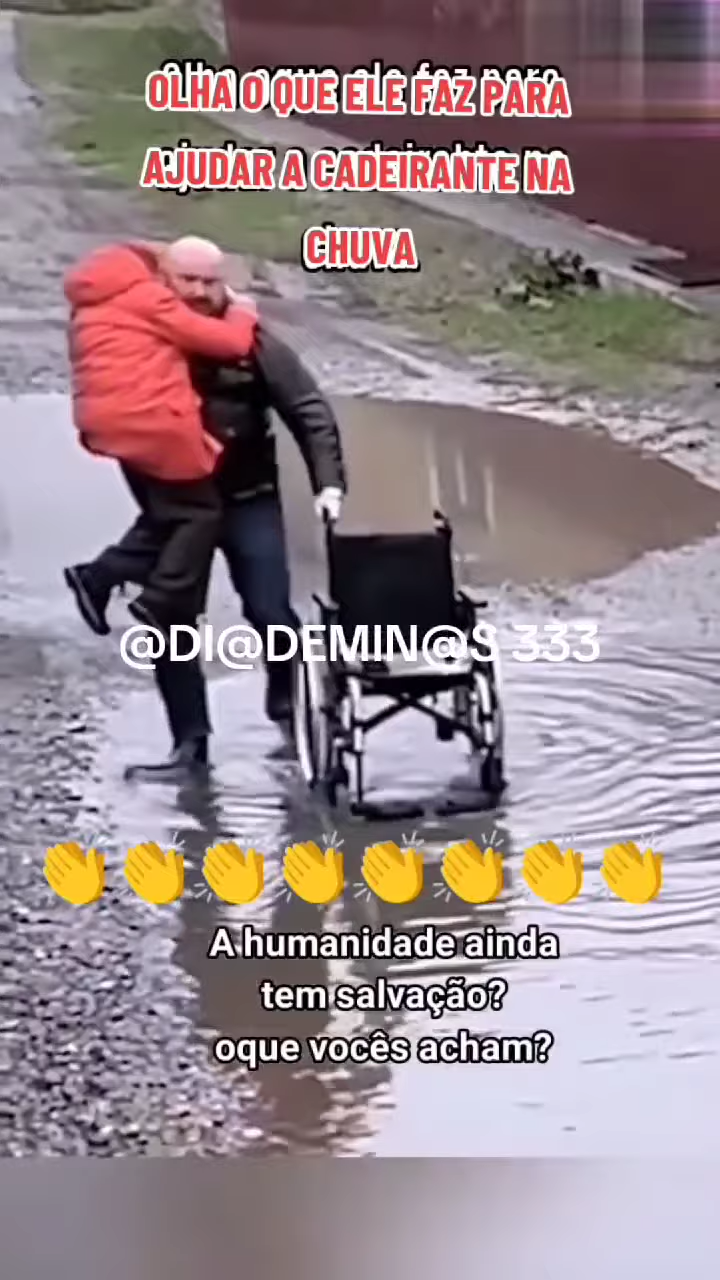 OLHA O QUE ELE FAZ PARA
AJUDAR A CADEIRANTE NA
CHUVA
@DI@DEMIN@S 333
👏👏👏👏👏👏👏👏
A humanidade ainda
tem salvação?
oque vocês acham?